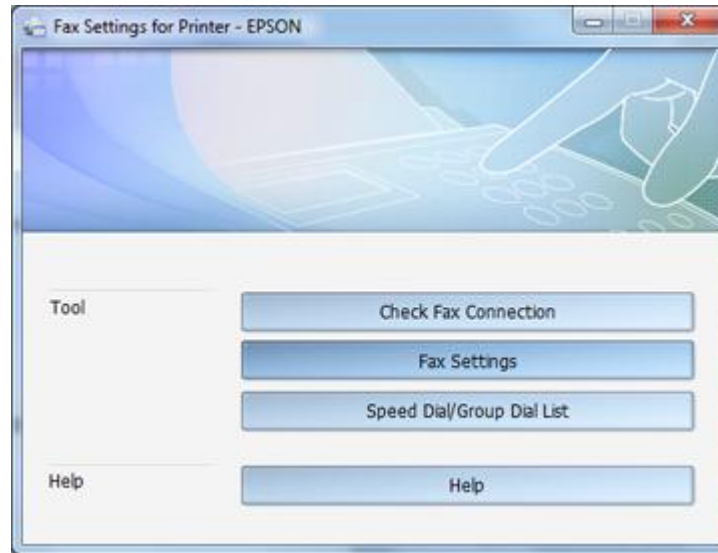 Fax Settings for Printer - EPSON
Tool
Check Fax Connection
Fax Settings
Speed Dial/Group Dial List
Help
Help